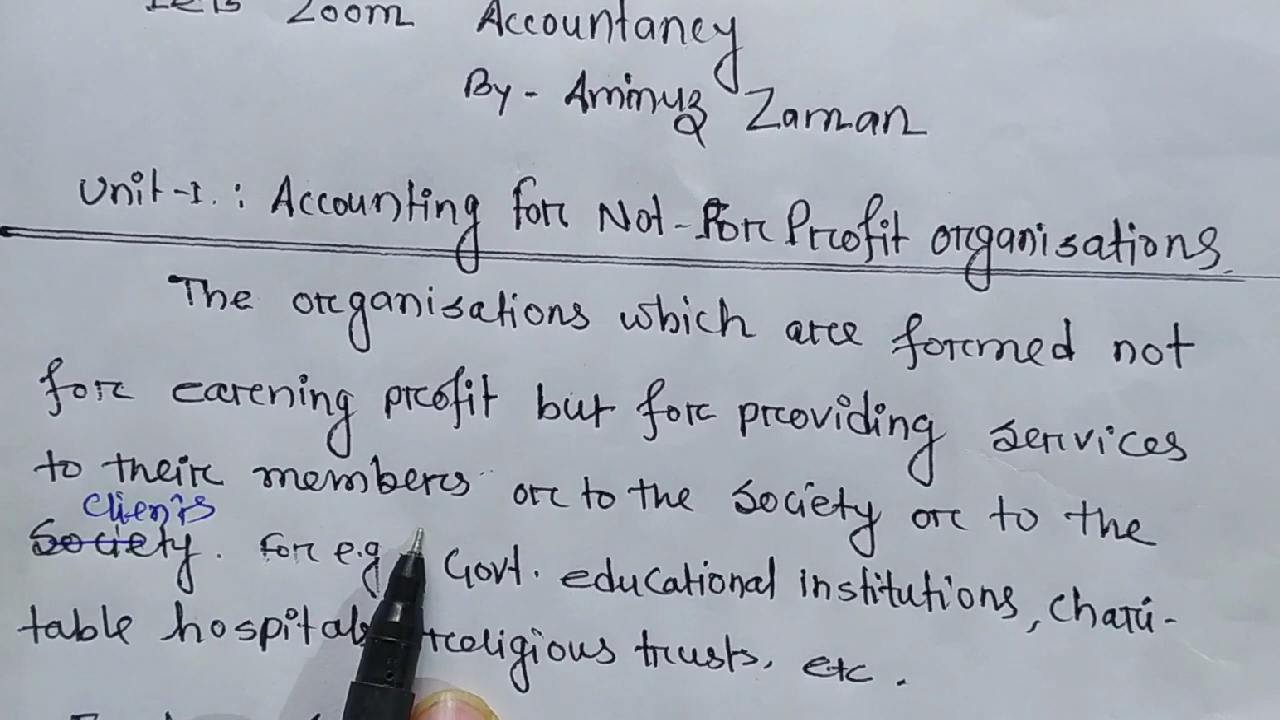 Zoom Accountancy
By - Aminuz Zaman
Unit-I. : Accounting for Not-For Profit organisations.
The organisations which are formed not
for earening profit but for providing services
to their members or to the society or to the
Clients
Society. For e.g Govt. educational institutions, chari-
table hospitals religious trusts, etc.